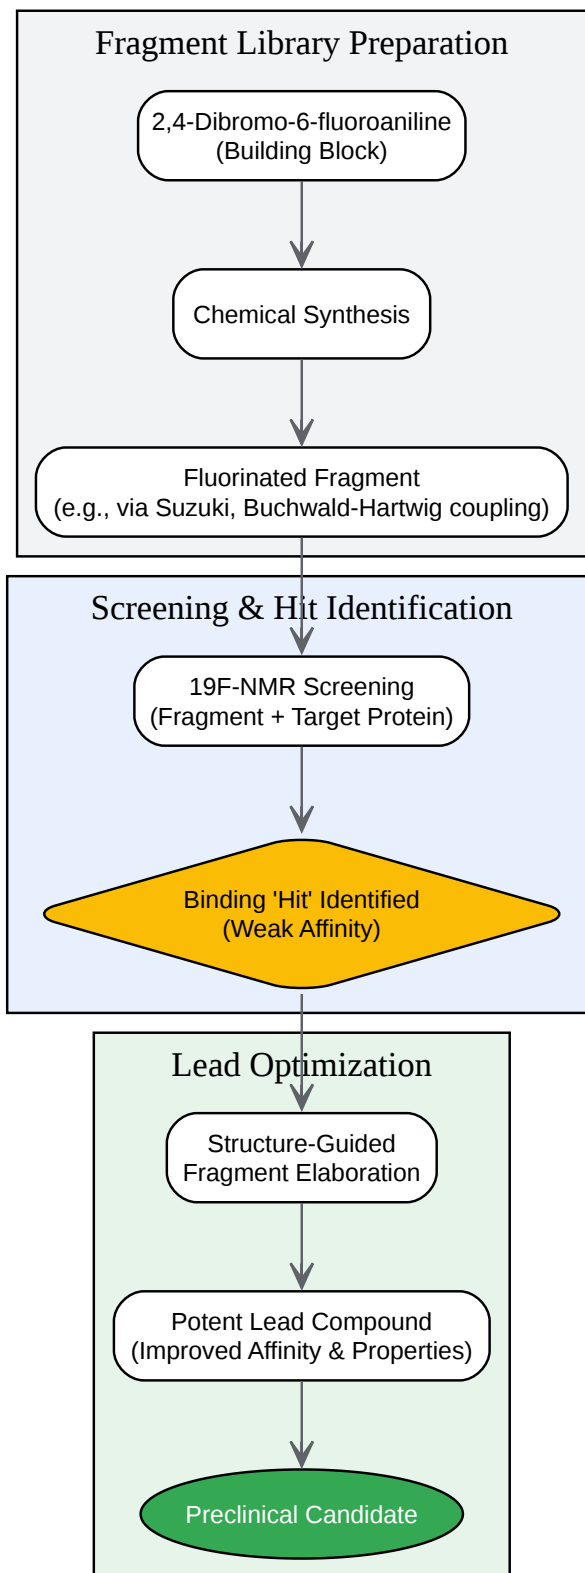 Fragment Library Preparation
2,4-Dibromo-6-fluoroaniline
(Building Block)
Chemical Synthesis
Fluorinated Fragment
(e.g., via Suzuki, Buchwald-Hartwig coupling)
Screening & Hit Identification
19F-NMR Screening
(Fragment + Target Protein)
Binding 'Hit' Identified
(Weak Affinity)
Lead Optimization
Structure-Guided
Fragment Elaboration
Potent Lead Compound
(Improved Affinity & Properties)
Preclinical Candidate